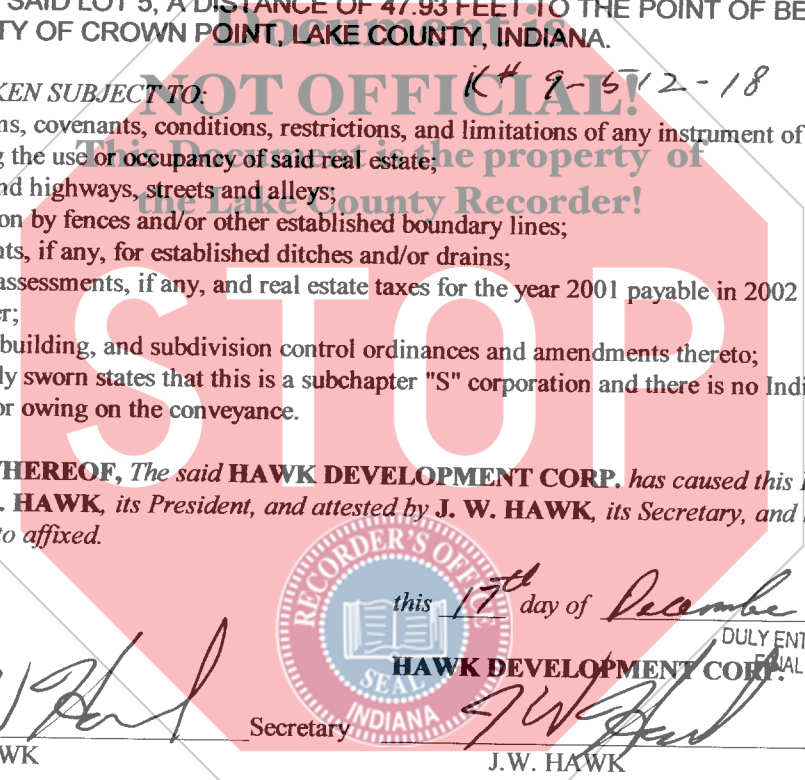 SAID LOT 5, A DISTANCE OF 47.93 FEET TO THE POINT OF BE
TY OF CROWN POINT, LAKE COUNTY, INDIANA.
Document is
NOT OFFICIAL!
This Document is the property of
the Lake County Recorder!
STOP
K# 9-512-18
KEN SUBJECT TO:
ns, covenants, conditions, restrictions, and limitations of any instrument of
g the use or occupancy of said real estate;
nd highways, streets and alleys;
on by fences and/or other established boundary lines;
nts, if any, for established ditches and/or drains;
assessments, if any, and real estate taxes for the year 2001 payable in 2002
er;
building, and subdivision control ordinances and amendments thereto;
ly sworn states that this is a subchapter "S" corporation and there is no Indi
or owing on the conveyance.
HEREOF, The said HAWK DEVELOPMENT CORP. has caused this
. HAWK, its President, and attested by J. W. HAWK, its Secretary, and
to affixed.
RECORDER'S OFFICE
SEAL
INDIANA
this 17th day of Decembe
DULY ENT
HAWK DEVELOPMENT CORP.
Secretary
J W Hawk
WK
J.W. HAWK